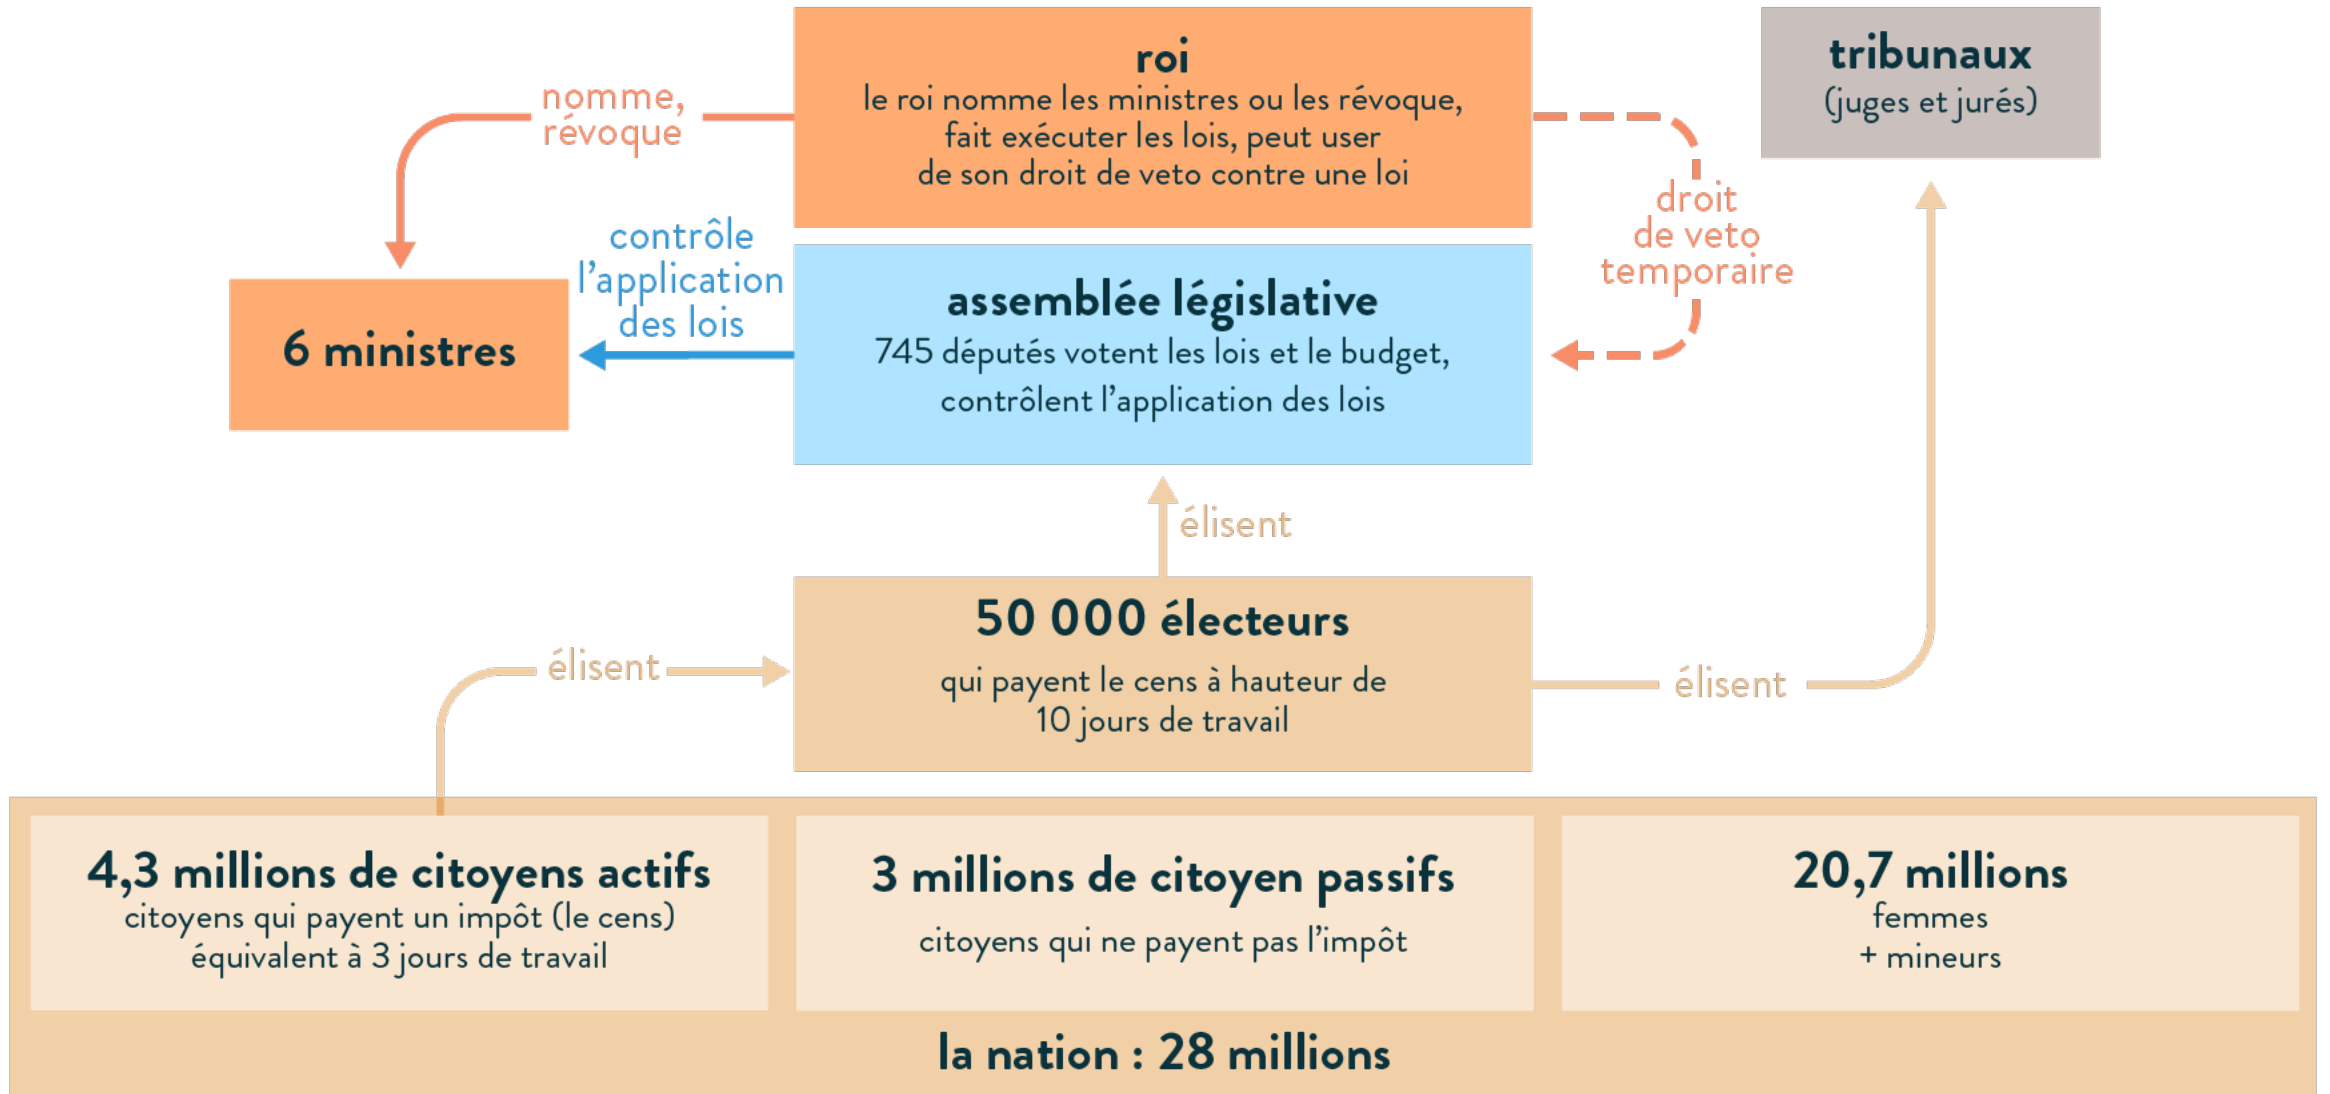 roi
le roi nomme les ministres ou les révoque,
fait exécuter les lois, peut user
de son droit de veto contre une loi
tribunaux
(juges et jurés)
nomme,
révoque
droit
de veto
temporaire
contrôle
l'application
des lois
6 ministres
assemblée législative
745 députés votent les lois et le budget,
contrôlent l'application des lois
élisent
50 000 électeurs
qui payent le cens à hauteur de
10 jours de travail
élisent
élisent
4,3 millions de citoyens actifs
citoyens qui payent un impôt (le cens)
équivalent à 3 jours de travail
3 millions de citoyen passifs
citoyens qui ne payent pas l'impôt
20,7 millions
femmes
+ mineurs
la nation : 28 millions